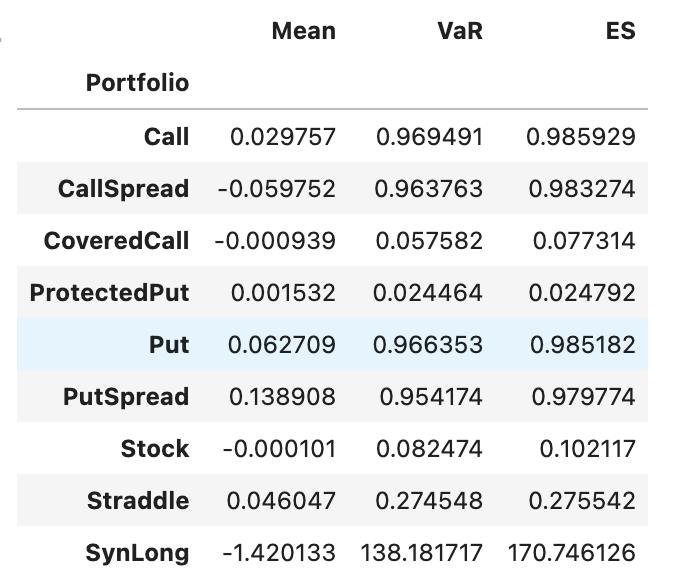 Mean VaR ES
Portfolio
Call 0.029757 0.969491 0.985929
CallSpread -0.059752 0.963763 0.983274
CoveredCall -0.000939 0.057582 0.077314
ProtectedPut 0.001532 0.024464 0.024792
Put 0.062709 0.966353 0.985182
PutSpread 0.138908 0.954174 0.979774
Stock -0.000101 0.082474 0.102117
Straddle 0.046047 0.274548 0.275542
SynLong -1.420133 138.181717 170.746126